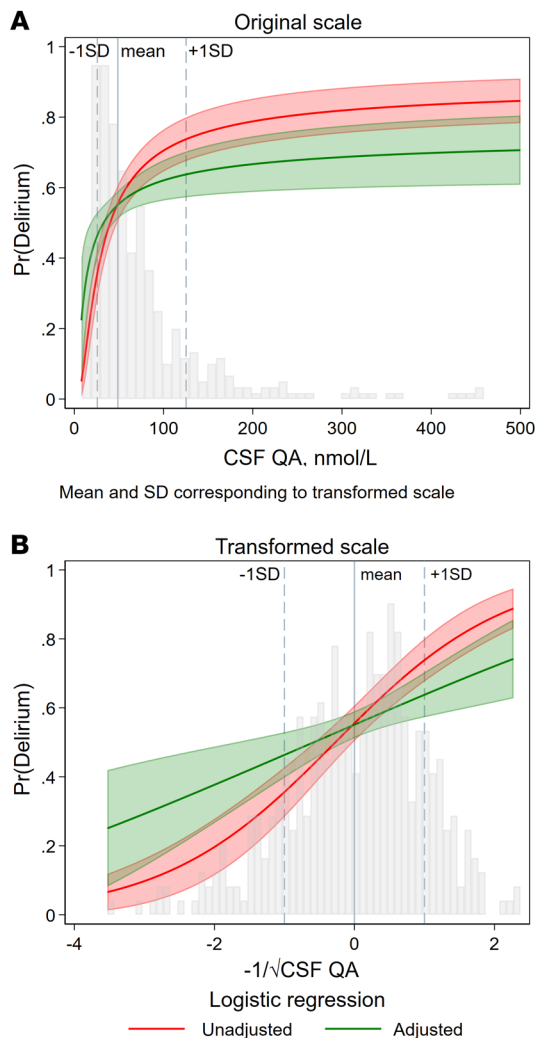 A
Original scale
-1SD
mean
+1SD
1
.8
.6
.4
.2
0
Pr(Delirium)
0
100
200
300
400
500
CSF QA, nmol/L
Mean and SD corresponding to transformed scale
B
Transformed scale
-1SD
mean
+1SD
1
.8
.6
.4
.2
0
Pr(Delirium)
-4
-2
0
2
-1/√CSF QA
Logistic regression
Unadjusted
Adjusted